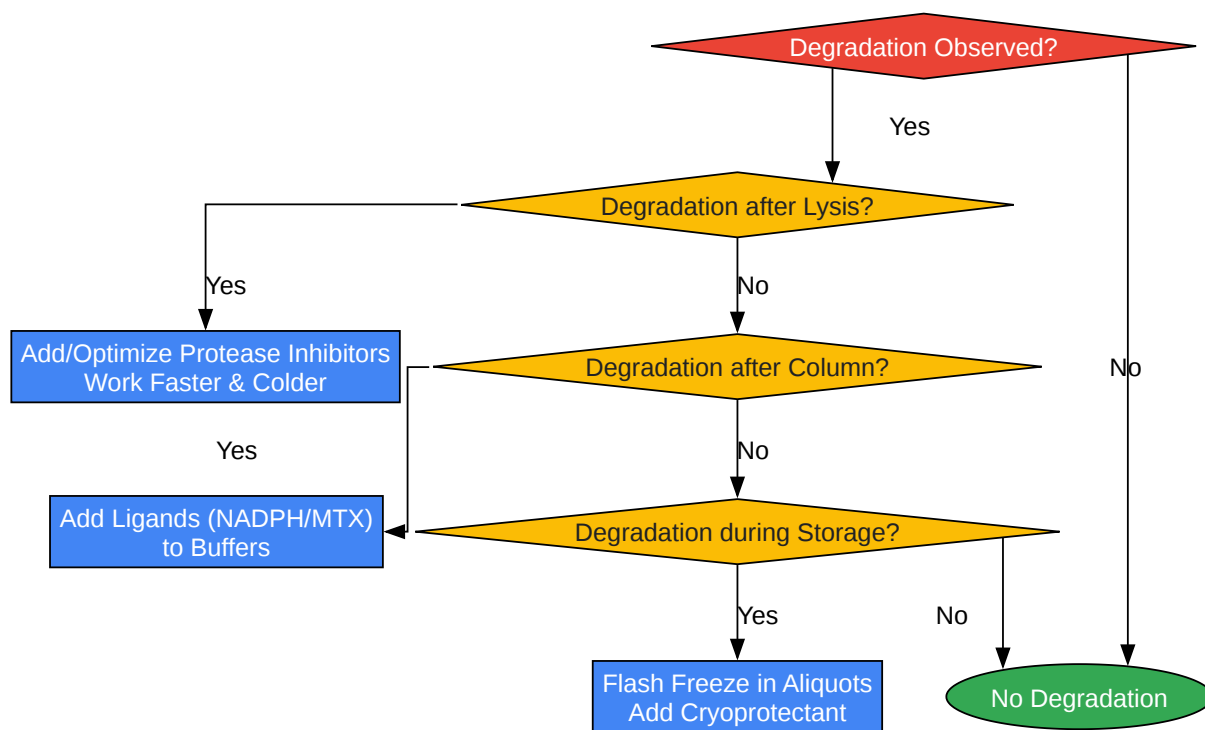 Degradation Observed?
Yes
Degradation after Lysis?
Yes
No
Add/Optimize Protease Inhibitors
Work Faster & Colder
Degradation after Column?
No
Yes
No
Add Ligands (NADPH/MTX)
to Buffers
Degradation during Storage?
Yes
No
Flash Freeze in Aliquots
Add Cryoprotectant
No Degradation